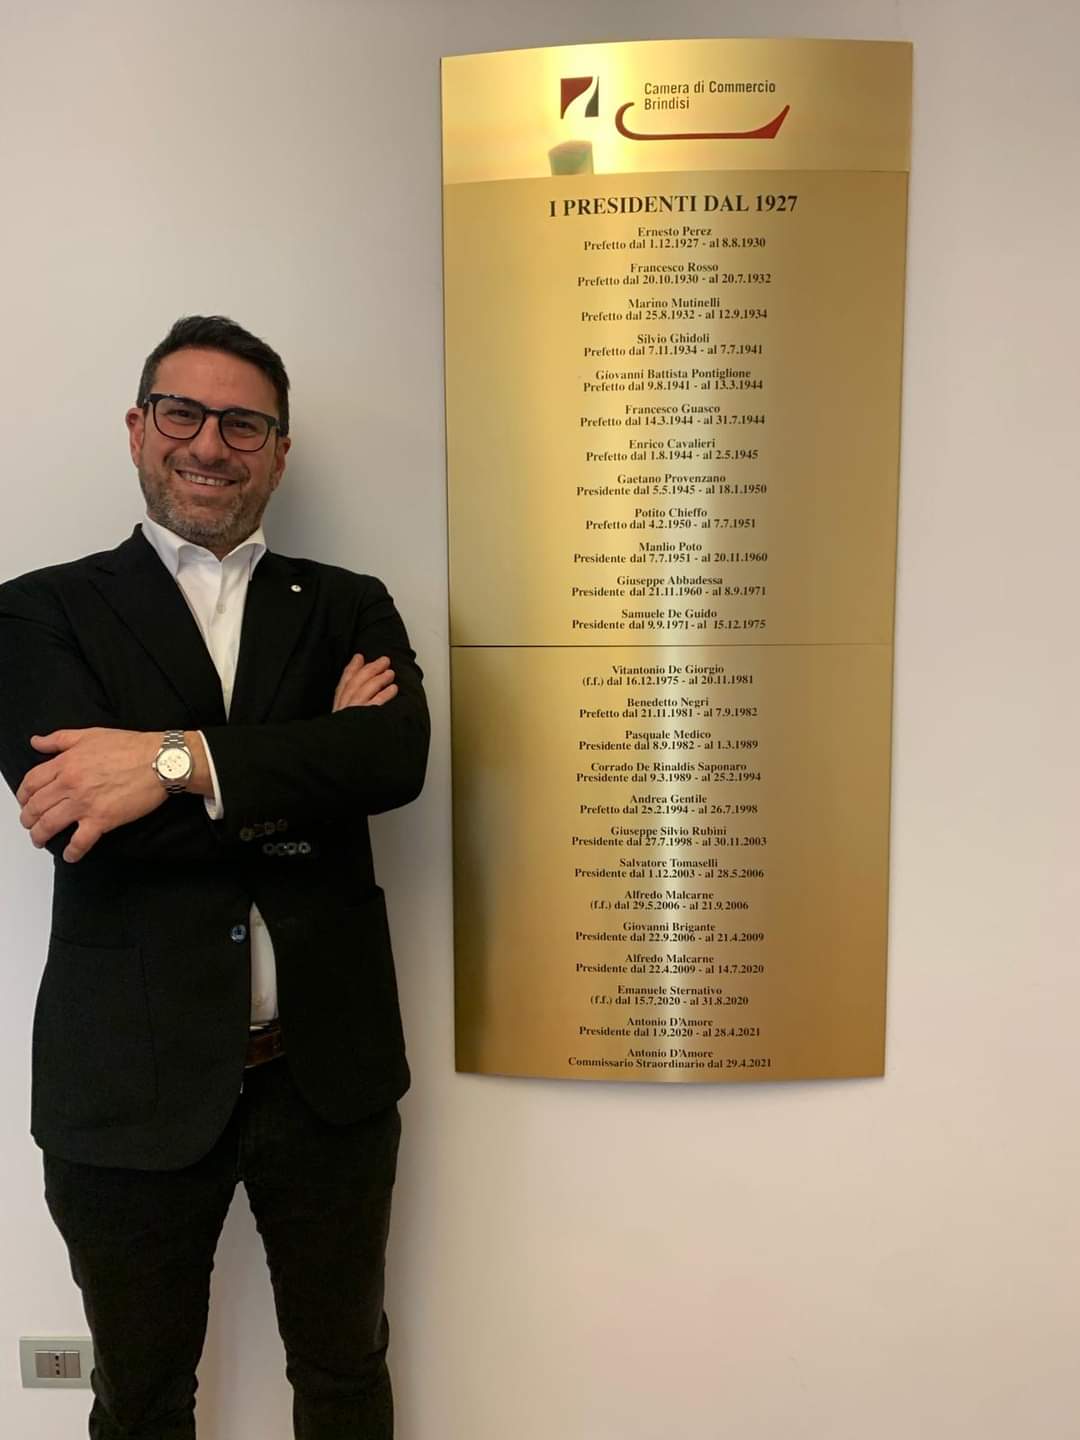 Camera di Commercio
Brindisi
I PRESIDENTI DAL 1927
Ernesto Perez
Prefetto dal 1.12.1927 - al 8.8.1930
Francesco Rosso
Prefetto dal 20.10.1930 - al 20.7.1932
Marino Mutinelli
Prefetto dal 25.8.1932 - al 12.9.1934
Silvio Ghidoli
Prefetto dal 7.11.1934 - al 7.7.1941
Giovanni Battista Pontiglione
Prefetto dal 9.8.1941 - al 13.3.1944
Francesco Guasco
Prefetto dal 14.3.1944 - al 31.7.1944
Enrico Cavalieri
Prefetto dal 1.8.1944 - al 2.5.1945
Gaetano Provenzano
Presidente dal 5.5.1945 - al 18.1.1950
Potito Chieffo
Prefetto dal 4.2.1950 - al 7.7.1951
Manlio Poto
Presidente dal 7.7.1951 - al 20.11.1960
Giuseppe Abbadessa
Presidente dal 21.11.1960 - al 8.9.1971
Samuele De Guido
Presidente dal 9.9.1971 - al 15.12.1975
Vitantonio De Giorgio
(f.f.) dal 16.12.1975 - al 20.11.1981
Benedetto Negri
Prefetto dal 21.11.1981 - al 7.9.1982
Pasquale Medico
Presidente dal 8.9.1982 - al 1.3.1989
Corrado De Rinaldis Saponaro
Presidente dal 9.3.1989 - al 25.2.1994
Andrea Gentile
Prefetto dal 25.2.1994 - al 26.7.1998
Giuseppe Silvio Rubini
Presidente dal 27.7.1998 - al 30.11.2003
Salvatore Tomaselli
Presidente dal 1.12.2003 - al 28.5.2006
Alfredo Malcarne
(f.f.) dal 29.5.2006 - al 21.9.2006
Giovanni Brigante
Presidente dal 22.9.2006 - al 21.4.2009
Alfredo Malcarne
Presidente dal 22.4.2009 - al 14.7.2020
Emanuele Sternativo
(f.f.) dal 15.7.2020 - al 31.8.2020
Antonio D'Amore
Presidente dal 1.9.2020 - al 28.4.2021
Antonio D'Amore
Commissario Straordinario dal 29.4.2021